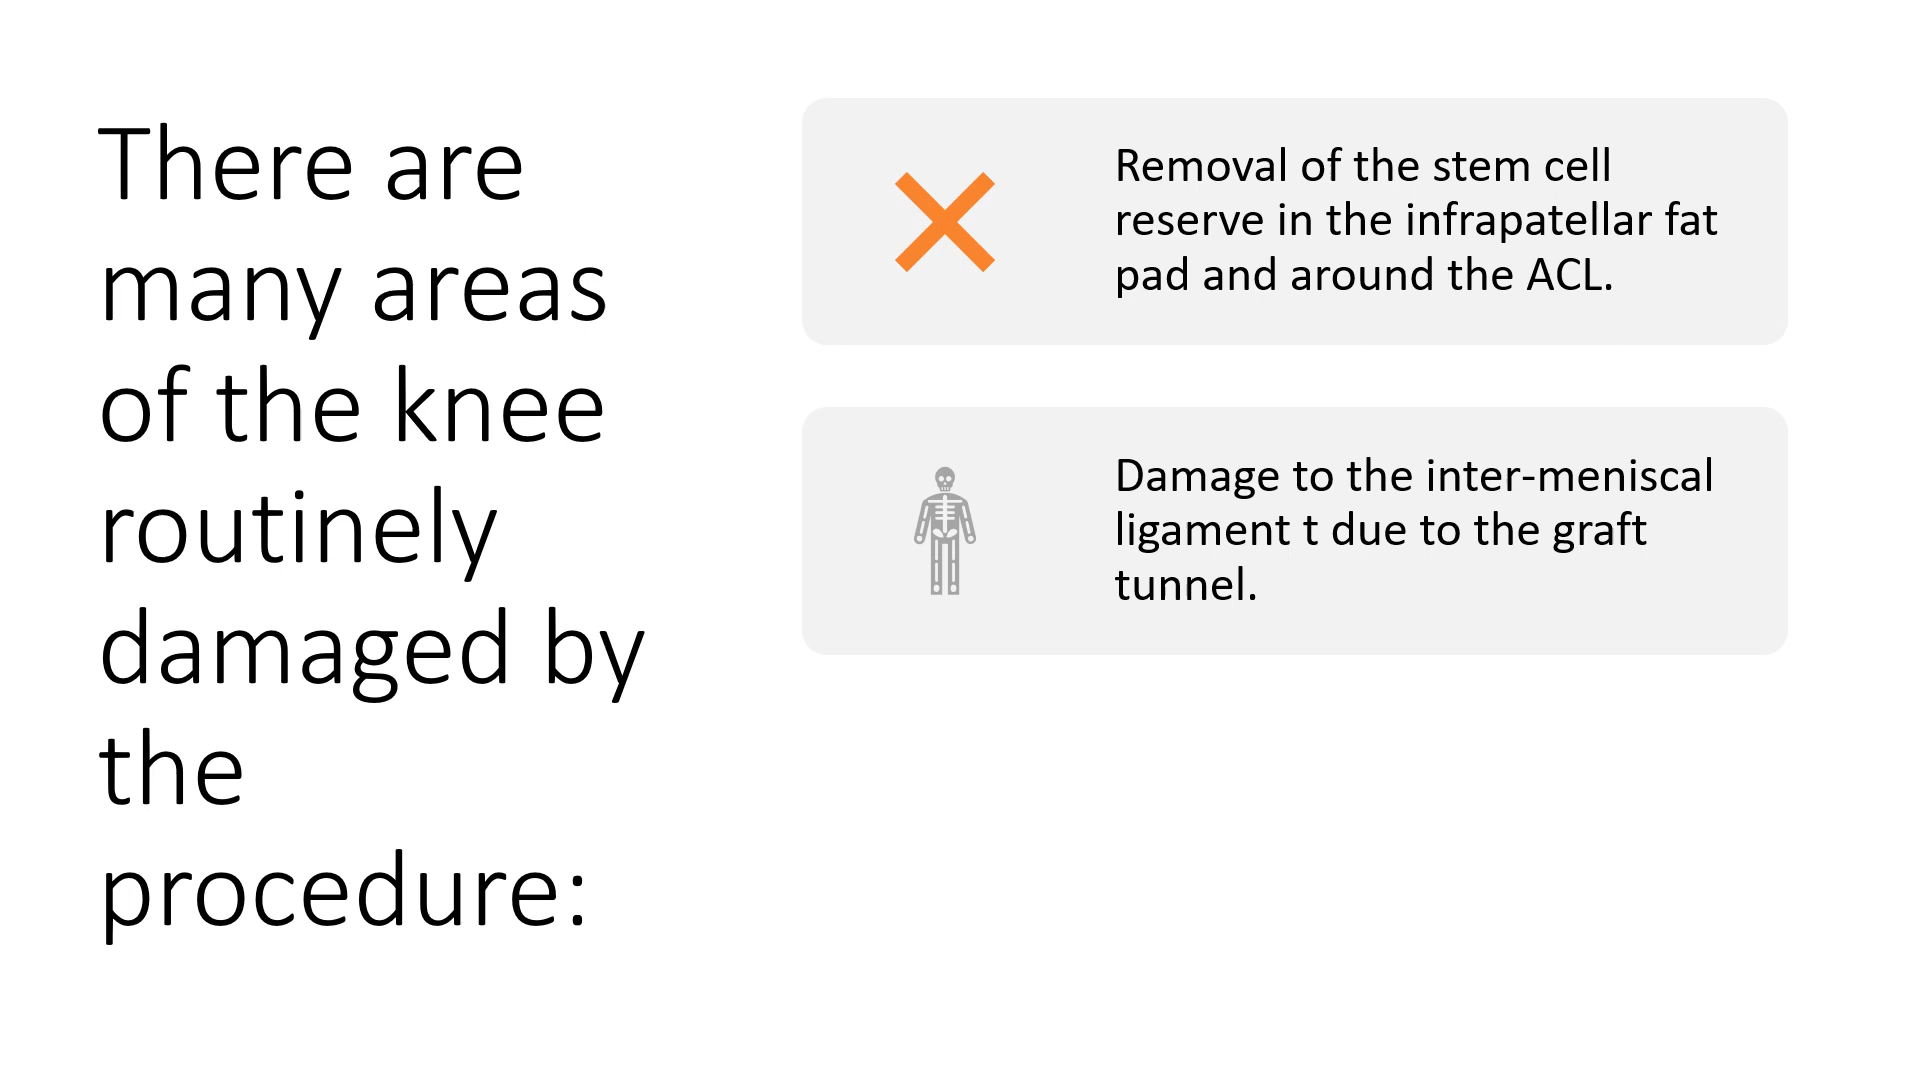 There are
many areas
of the knee
routinely
damaged by
the
procedure:
Removal of the stem cell
reserve in the infrapatellar fat
pad and around the ACL.
Damage to the inter-meniscal
ligament t due to the graft
tunnel.